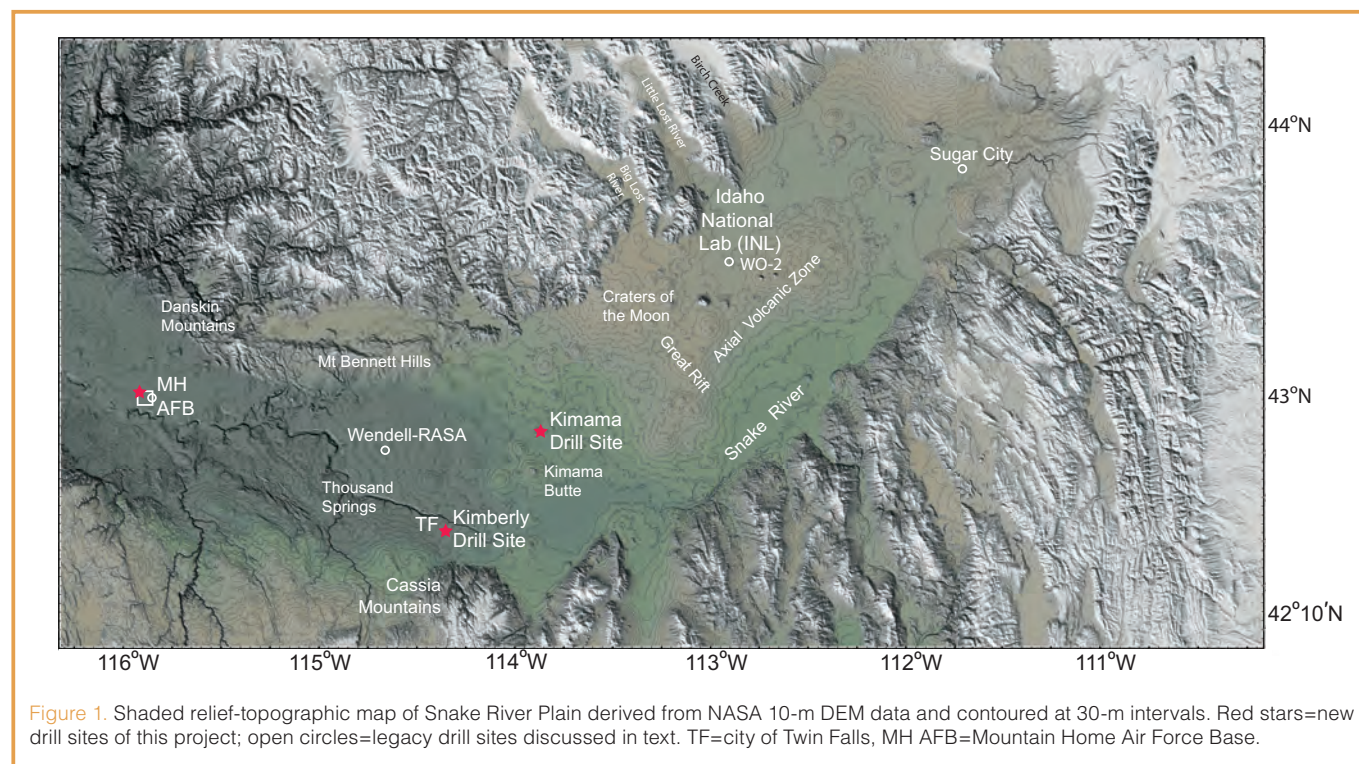 Birch Creek
Little Lost River
Big Lost
River
44°N
Sugar City
Idaho
National
Lab (INL)
WO-2
Danskin
Mountains
Craters of
the Moon
Axial Volcanic Zone
Mt Bennett Hills
Great Rift
MH
AFB
43°N
Kimama
Drill Site
Snake River
Wendell-RASA
Kimama
Butte
Thousand
Springs
TF
Kimberly
Drill Site
Cassia
Mountains
42°10′N
116°W 115°W 114°W 113°W 112°W 111°W
Figure 1. Shaded relief-topographic map of Snake River Plain derived from NASA 10-m DEM data and contoured at 30-m intervals. Red stars=new
drill sites of this project; open circles=legacy drill sites discussed in text. TF=city of Twin Falls, MH AFB=Mountain Home Air Force Base.